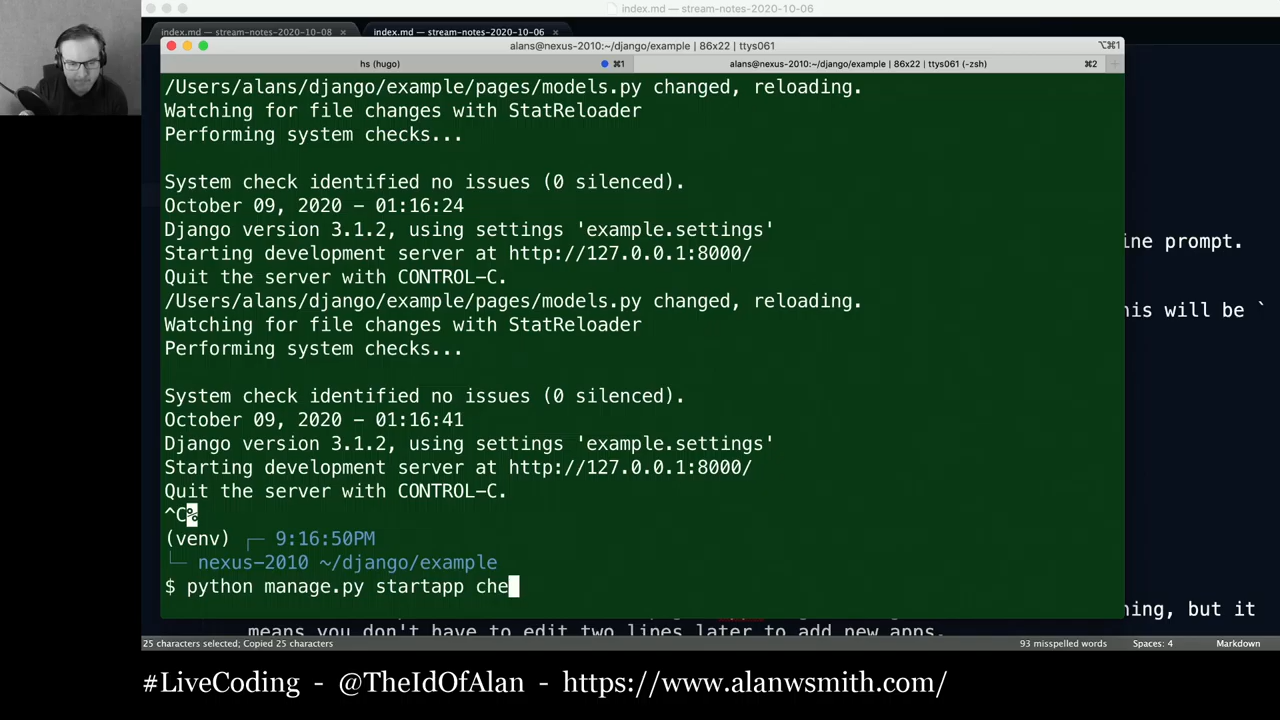 index.md — stream-notes-2020-10-06
index.md — stream-notes-2020-10-08 ×
index.md — stream-notes-2020-10-06 ×
alans@nexus-2010:~/django/example | 86x22 | ttys061
⌥⌘1
hs (hugo) ⌘1
alans@nexus-2010:~/django/example | 86x22 | ttys061 (-zsh) ⌘2 +
/Users/alans/django/example/pages/models.py changed, reloading.
Watching for file changes with StatReloader
Performing system checks...
System check identified no issues (0 silenced).
October 09, 2020 – 01:16:24
Django version 3.1.2, using settings 'example.settings'
Starting development server at http://127.0.0.1:8000/
Quit the server with CONTROL-C.
/Users/alans/django/example/pages/models.py changed, reloading.
Watching for file changes with StatReloader
Performing system checks...
System check identified no issues (0 silenced).
October 09, 2020 – 01:16:41
Django version 3.1.2, using settings 'example.settings'
Starting development server at http://127.0.0.1:8000/
Quit the server with CONTROL-C.
^C%
(venv) ┌─ 9:16:50PM
└─ nexus-2010 ~/django/example
$ python manage.py startapp che
ine prompt.
his will be `
ning, but it
means you don't have to edit two lines later to add new apps.
25 characters selected; Copied 25 characters
93 misspelled words
Spaces: 4
Markdown
#LiveCoding - @TheIdOfAlan - https://www.alanwsmith.com/